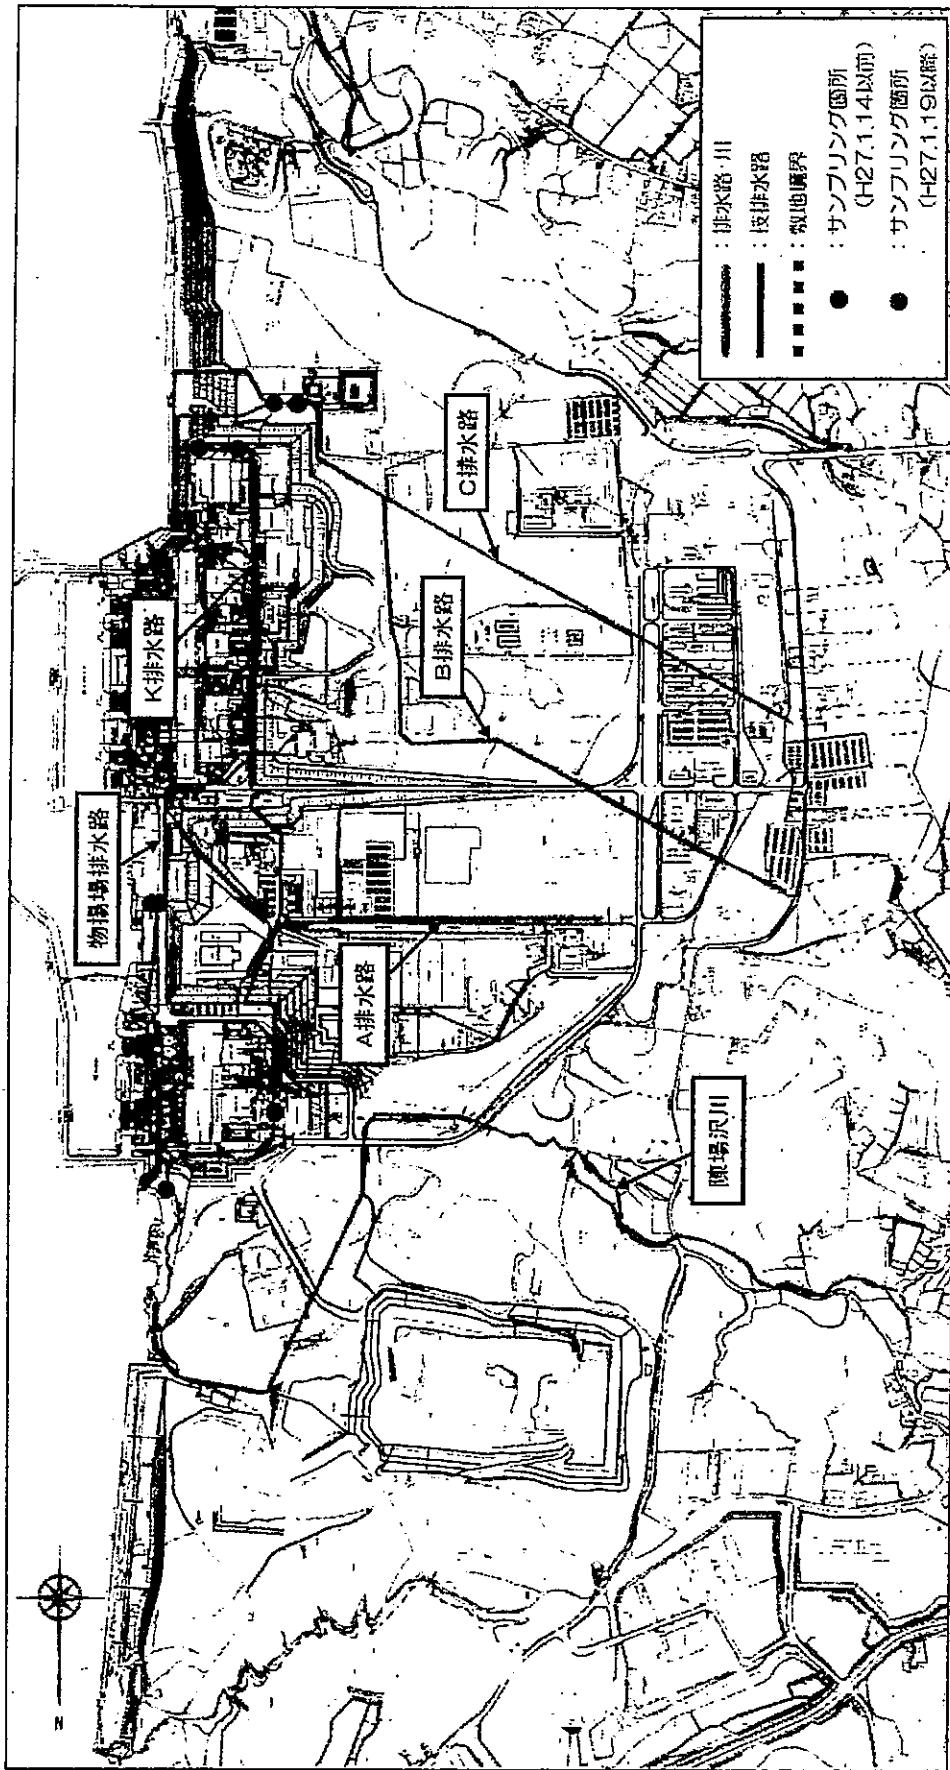 物揚場排水路
K排水路
A排水路
B排水路
C排水路
陳場沢川
N
：排水路・川
：枝排水路
：敷地境界
：サンプリング箇所
(H27.1.14以前)
：サンプリング箇所
(H27.1.19以降)